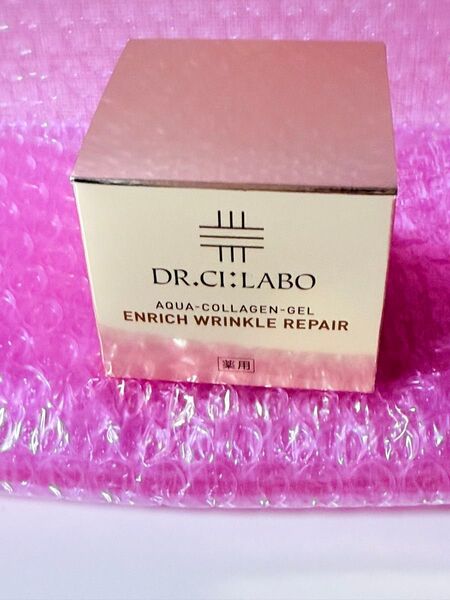 DR.CI:LABO
AQUA-COLLAGEN-GEL
ENRICH WRINKLE REPAIR
薬用